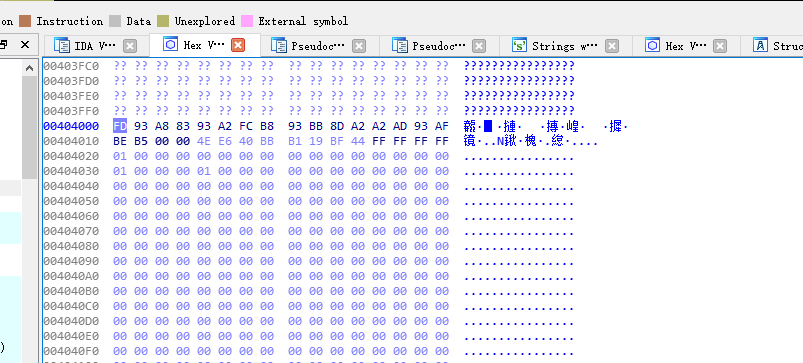 on Instruction Data Unexplored External symbol
IDA V··· Hex V··· Pseudoc··· Pseudoc··· Strings w··· Hex V··· Struc
00403FC0 ?? ?? ?? ?? ?? ?? ?? ?? ?? ?? ?? ?? ?? ?? ?? ?? ????????????????
00403FD0 ?? ?? ?? ?? ?? ?? ?? ?? ?? ?? ?? ?? ?? ?? ?? ?? ????????????????
00403FE0 ?? ?? ?? ?? ?? ?? ?? ?? ?? ?? ?? ?? ?? ?? ?? ?? ????????????????
00403FF0 ?? ?? ?? ?? ?? ?? ?? ?? ?? ?? ?? ?? ?? ?? ?? ?? ????????????????
00404000 FD 93 A8 83 93 A2 FC B8 93 BB 8D A2 A2 AD 93 AF
00404010 BE B5 00 00 4E E6 40 BB B1 19 BF 44 FF FF FF FF
00404020 01 00 00 00 00 00 00 00 00 00 00 00 00 00 00 00 ................
00404030 01 00 00 00 01 00 00 00 00 00 00 00 00 00 00 00 ................
00404040 00 00 00 00 00 00 00 00 00 00 00 00 00 00 00 00 ................
00404050 00 00 00 00 00 00 00 00 00 00 00 00 00 00 00 00 ................
00404060 00 00 00 00 00 00 00 00 00 00 00 00 00 00 00 00 ................
00404070 00 00 00 00 00 00 00 00 00 00 00 00 00 00 00 00 ................
00404080 00 00 00 00 00 00 00 00 00 00 00 00 00 00 00 00 ................
00404090 00 00 00 00 00 00 00 00 00 00 00 00 00 00 00 00 ................
004040A0 00 00 00 00 00 00 00 00 00 00 00 00 00 00 00 00 ................
004040B0 00 00 00 00 00 00 00 00 00 00 00 00 00 00 00 00 ................
004040C0 00 00 00 00 00 00 00 00 00 00 00 00 00 00 00 00 ................
004040D0 00 00 00 00 00 00 00 00 00 00 00 00 00 00 00 00 ................
004040E0 00 00 00 00 00 00 00 00 00 00 00 00 00 00 00 00 ................
004040F0 00 00 00 00 00 00 00 00 00 00 00 00 00 00 00 00 ................
)